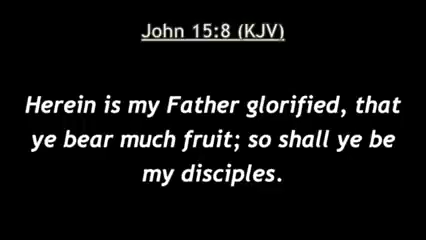 John 15:8 (KJV)
Herein is my Father glorified, that
ye bear much fruit; so shall ye be
my disciples.